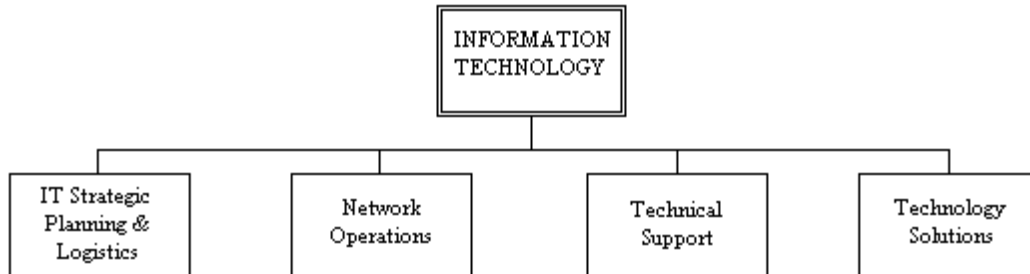 INFORMATION
TECHNOLOGY
IT Strategic
Planning &
Logistics
Network
Operations
Technical
Support
Technology
Solutions